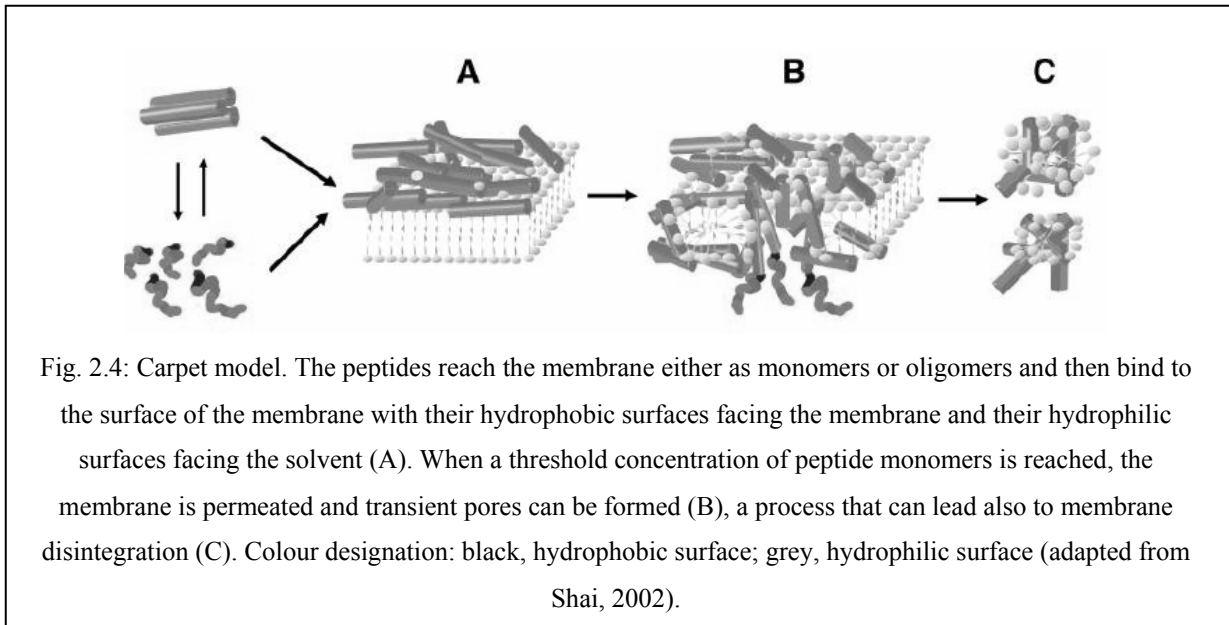 A B C
Fig. 2.4: Carpet model. The peptides reach the membrane either as monomers or oligomers and then bind to
the surface of the membrane with their hydrophobic surfaces facing the membrane and their hydrophilic
surfaces facing the solvent (A). When a threshold concentration of peptide monomers is reached, the
membrane is permeated and transient pores can be formed (B), a process that can lead also to membrane
disintegration (C). Colour designation: black, hydrophobic surface; grey, hydrophilic surface (adapted from
Shai, 2002).